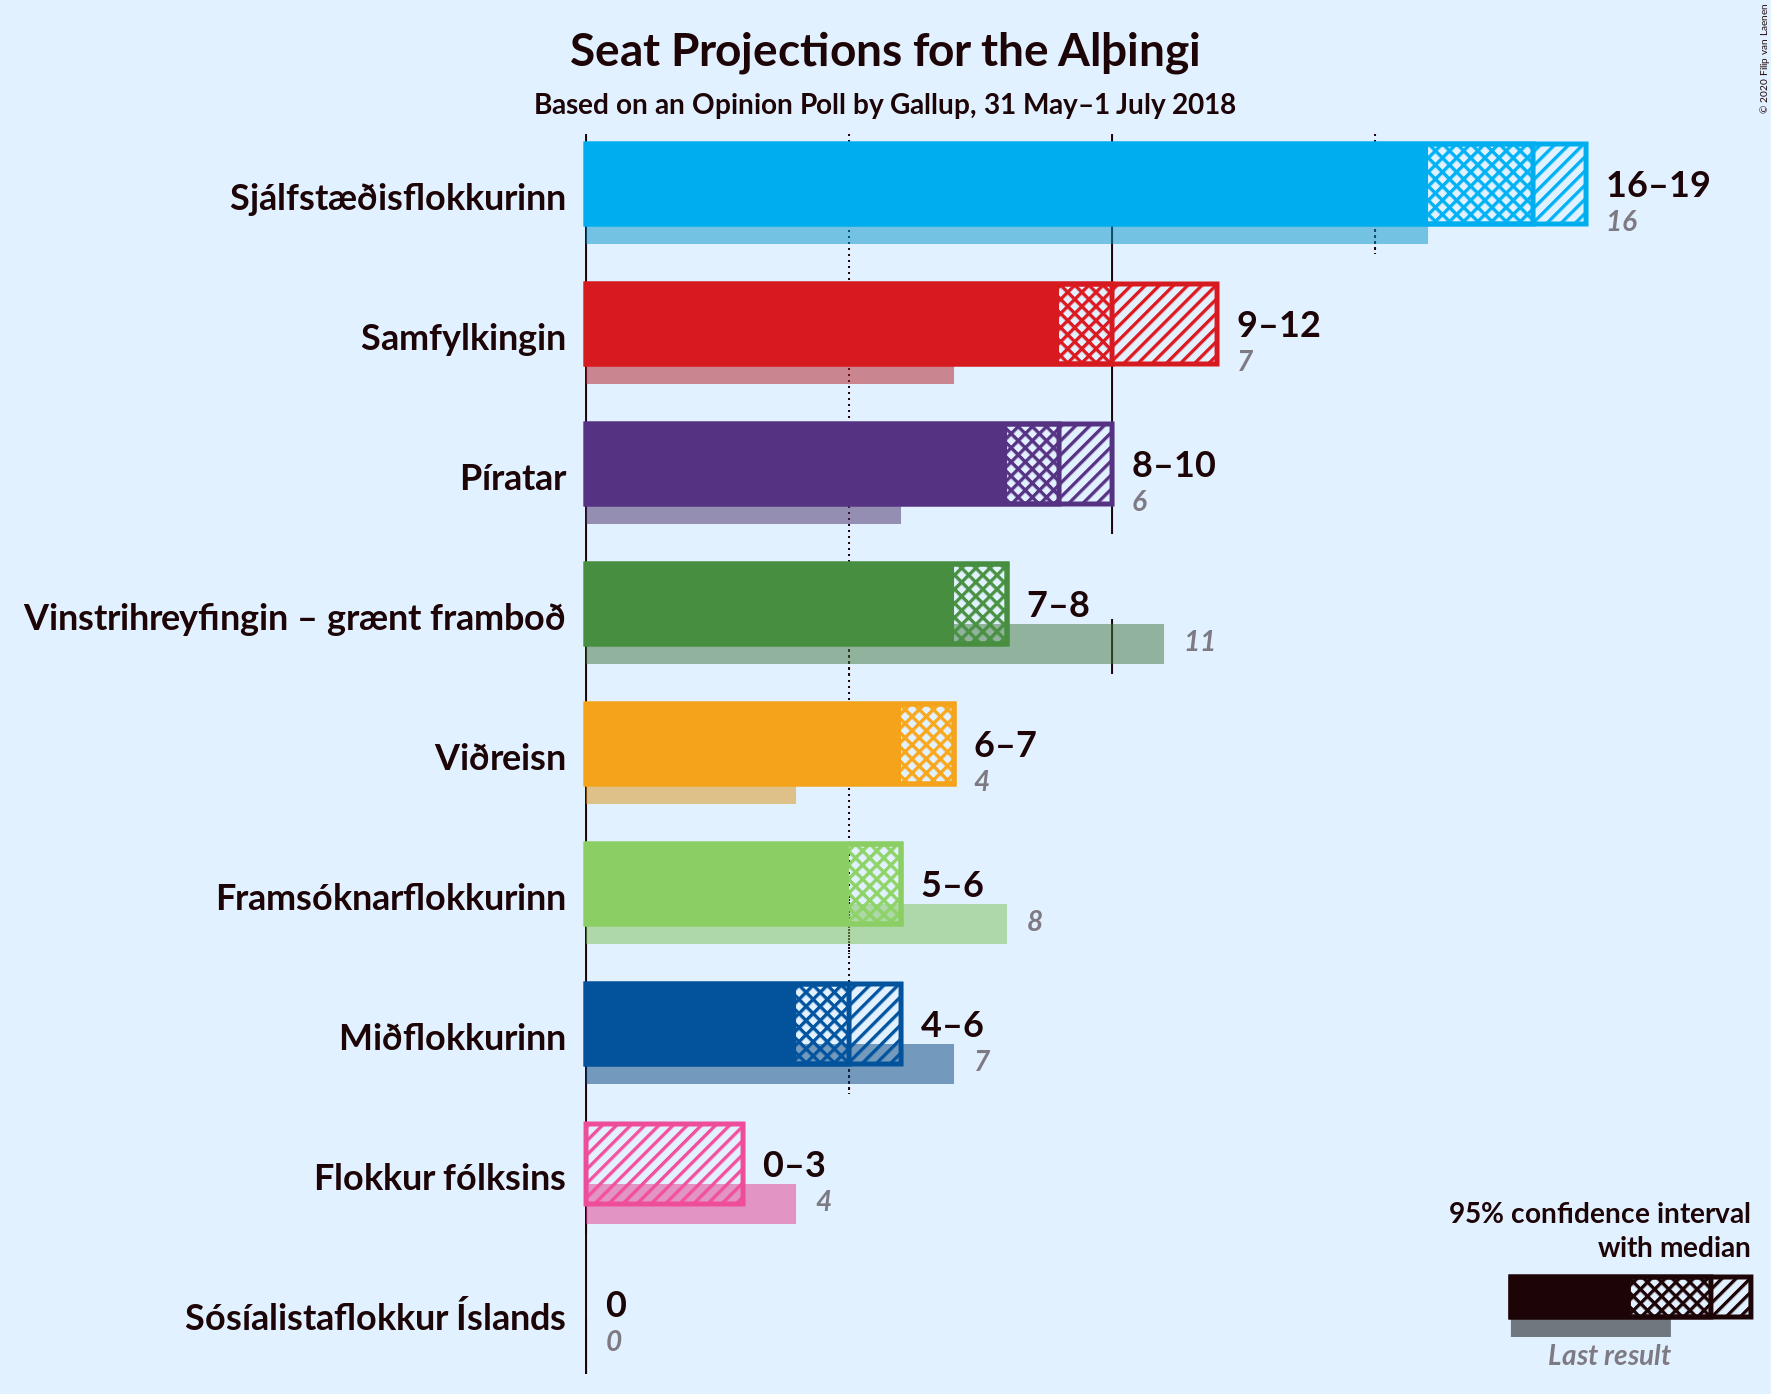 © 2020 Filip van Laenen
Seat Projections for the Alþingi
Based on an Opinion Poll by Gallup, 31 May–1 July 2018
Sjálfstæðisflokkurinn
16–19
16
Samfylkingin
9–12
7
Píratar
8–10
6
Vinstrihreyfingin – grænt framboð
7–8
11
Viðreisn
6–7
4
Framsóknarflokkurinn
5–6
8
Miðflokkurinn
4–6
7
Flokkur fólksins
0–3
4
Sósíalistaflokkur Íslands
0
0
95% confidence interval
with median
Last result